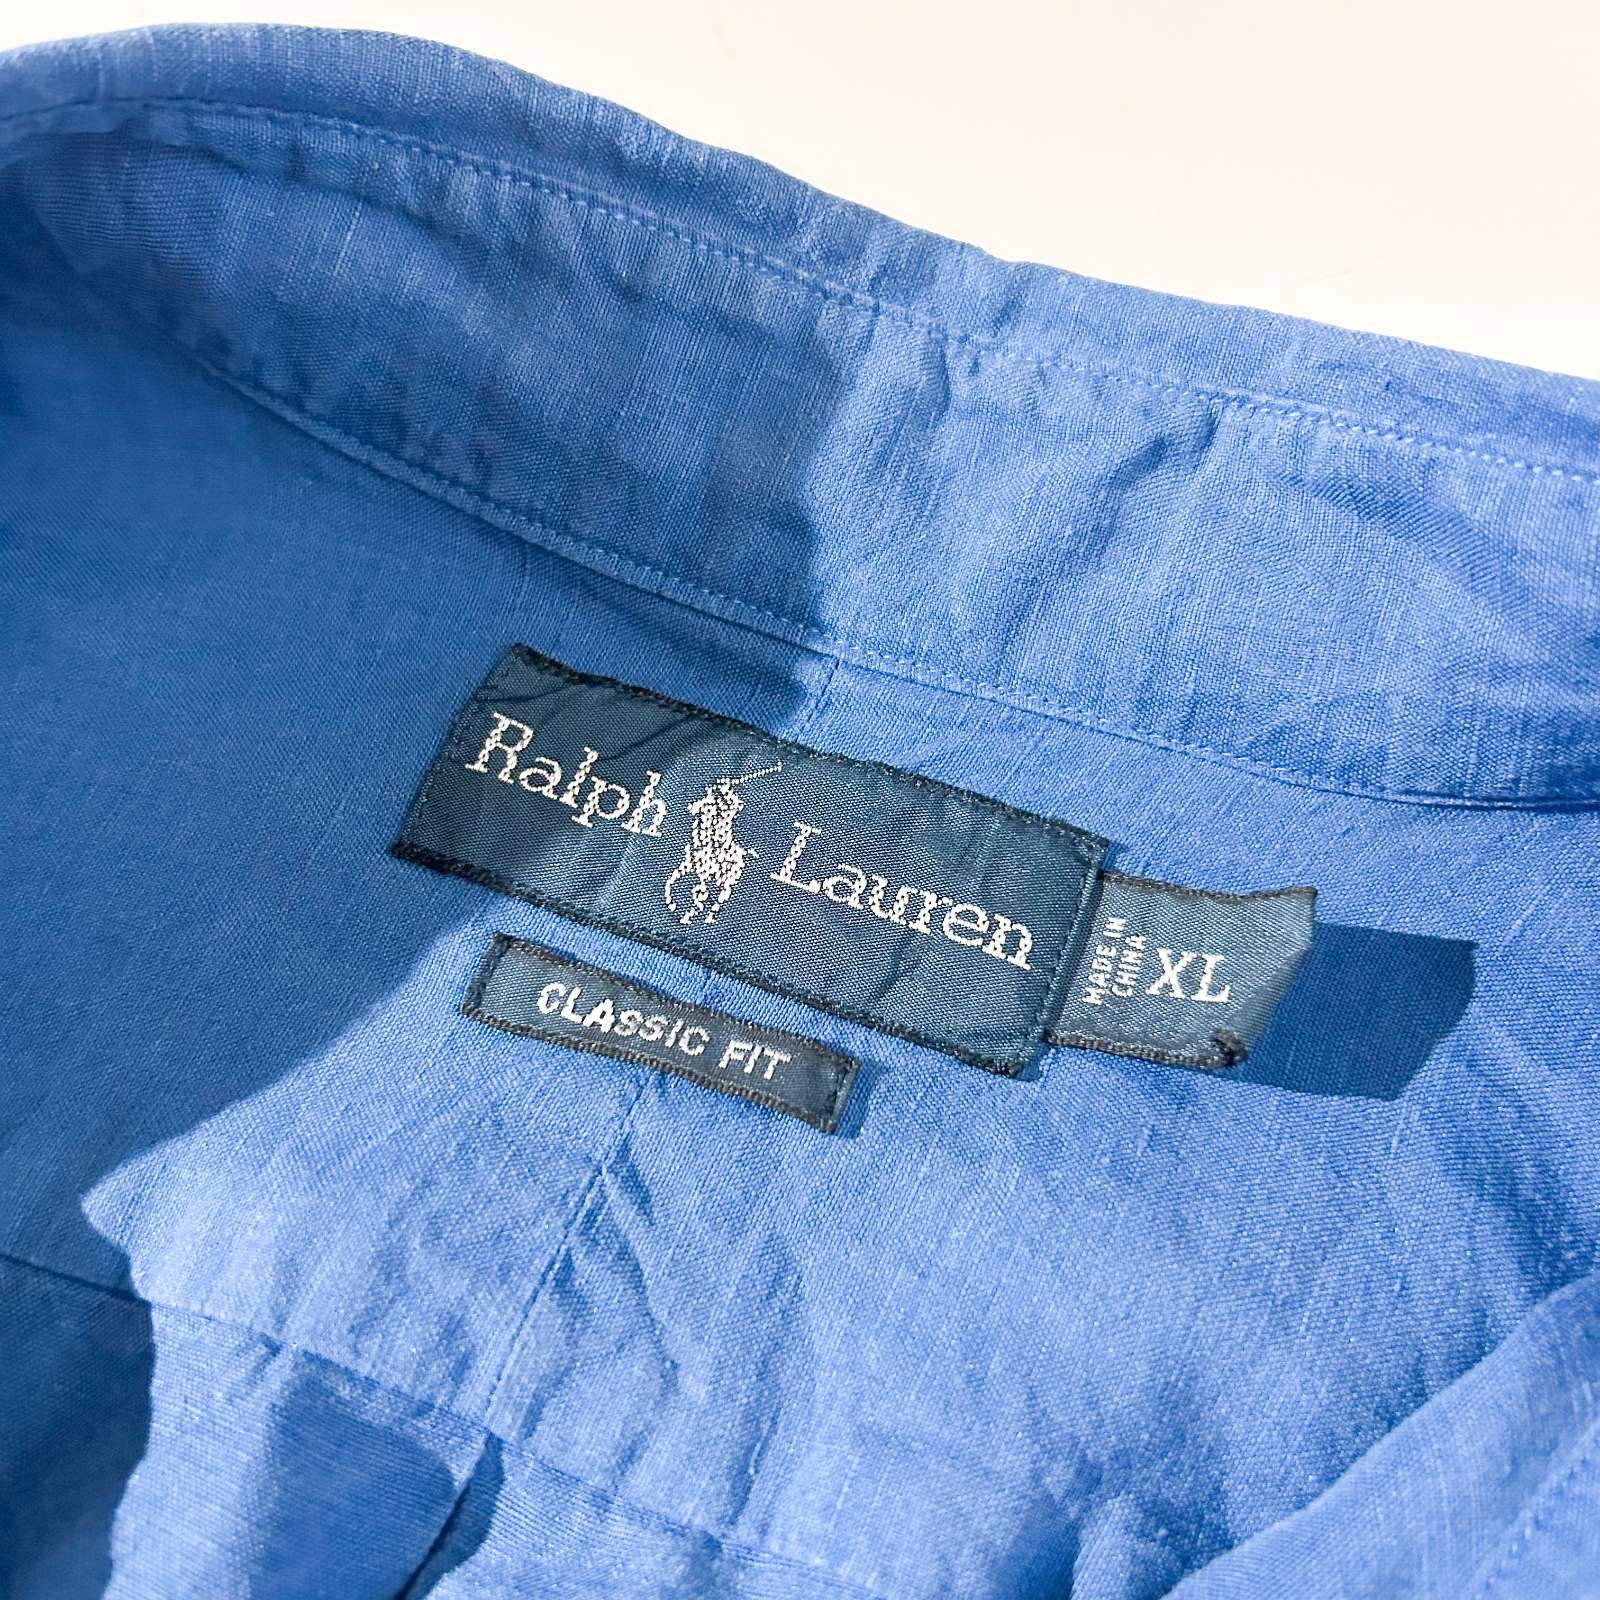 Ralph Lauren
MADE IN
CHINA
XL
CLASSIC FIT